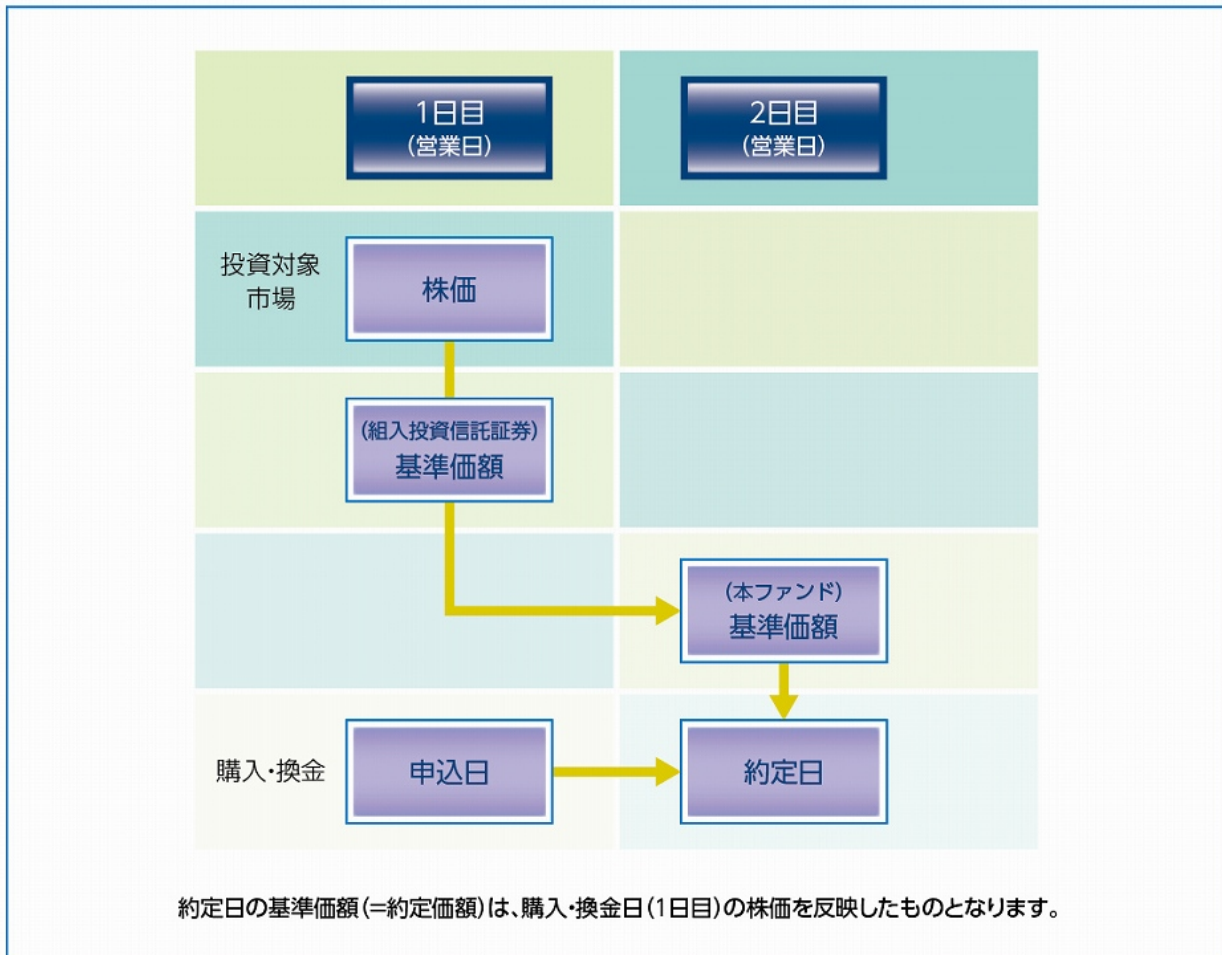 1日目
(営業日)
2日目
(営業日)
投資対象
市場
株価
(組入投資信託証券)
基準価額
(本ファンド)
基準価額
購入・換金
申込日
約定日
約定日の基準価額(=約定価額)は、購入・換金日(1日目)の株価を反映したものとなります。